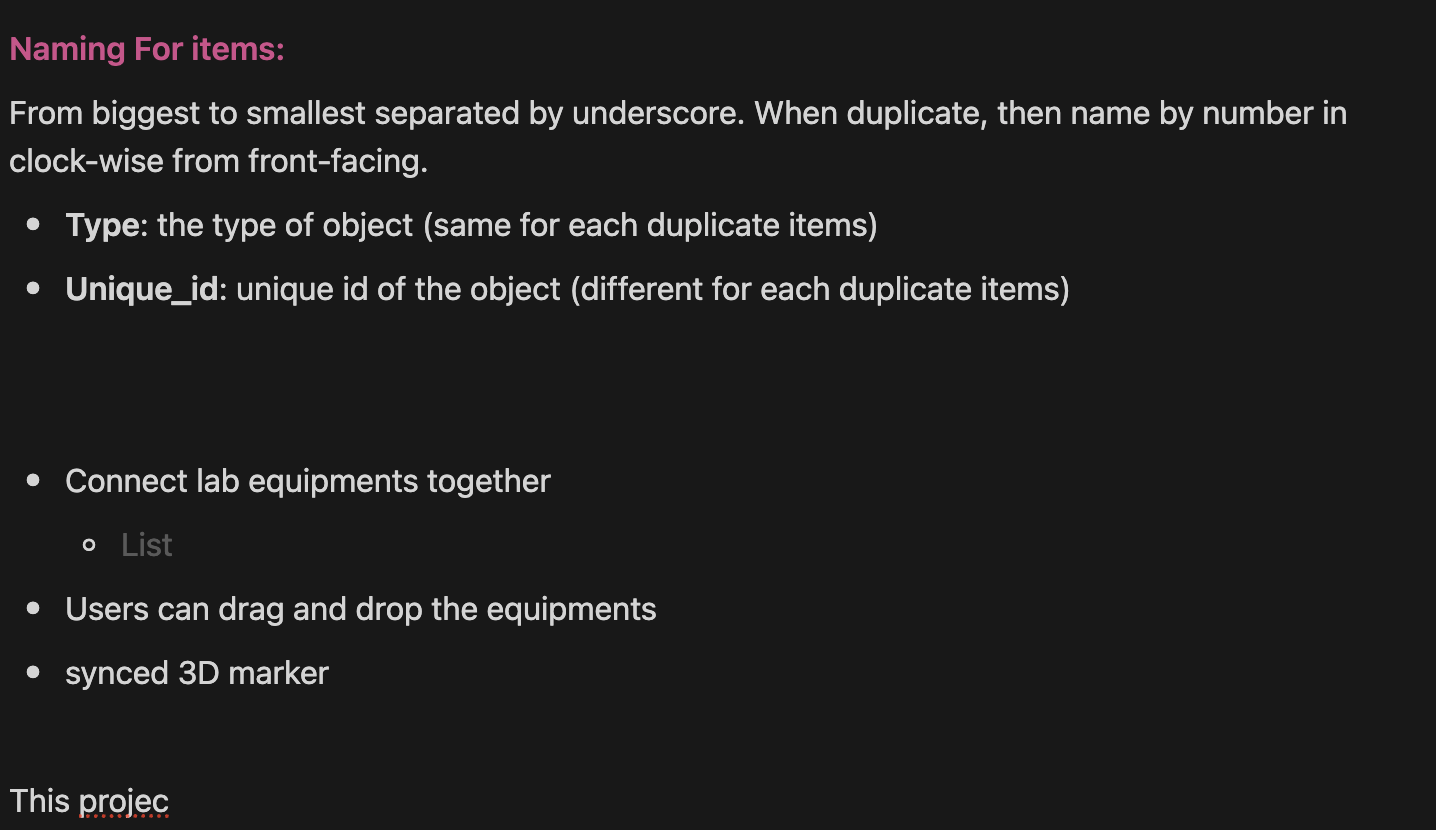 Naming For items:
From biggest to smallest separated by underscore. When duplicate, then name by number in
clock-wise from front-facing.
Type: the type of object (same for each duplicate items)
Unique_id: unique id of the object (different for each duplicate items)
Connect lab equipments together
List
Users can drag and drop the equipments
synced 3D marker
This projec